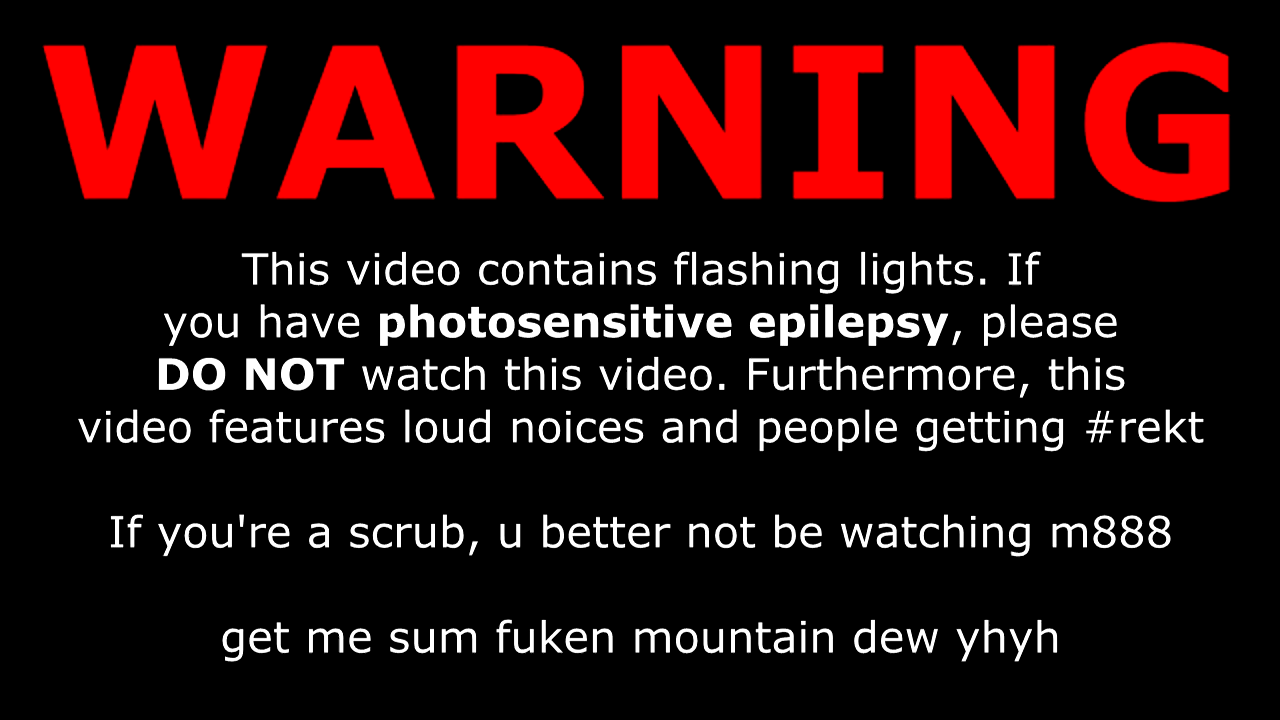 WARNING
This video contains flashing lights. If
you have photosensitive epilepsy, please
DO NOT watch this video. Furthermore, this
video features loud noices and people getting #rekt
If you're a scrub, u better not be watching m888
get me sum fuken mountain dew yhyh